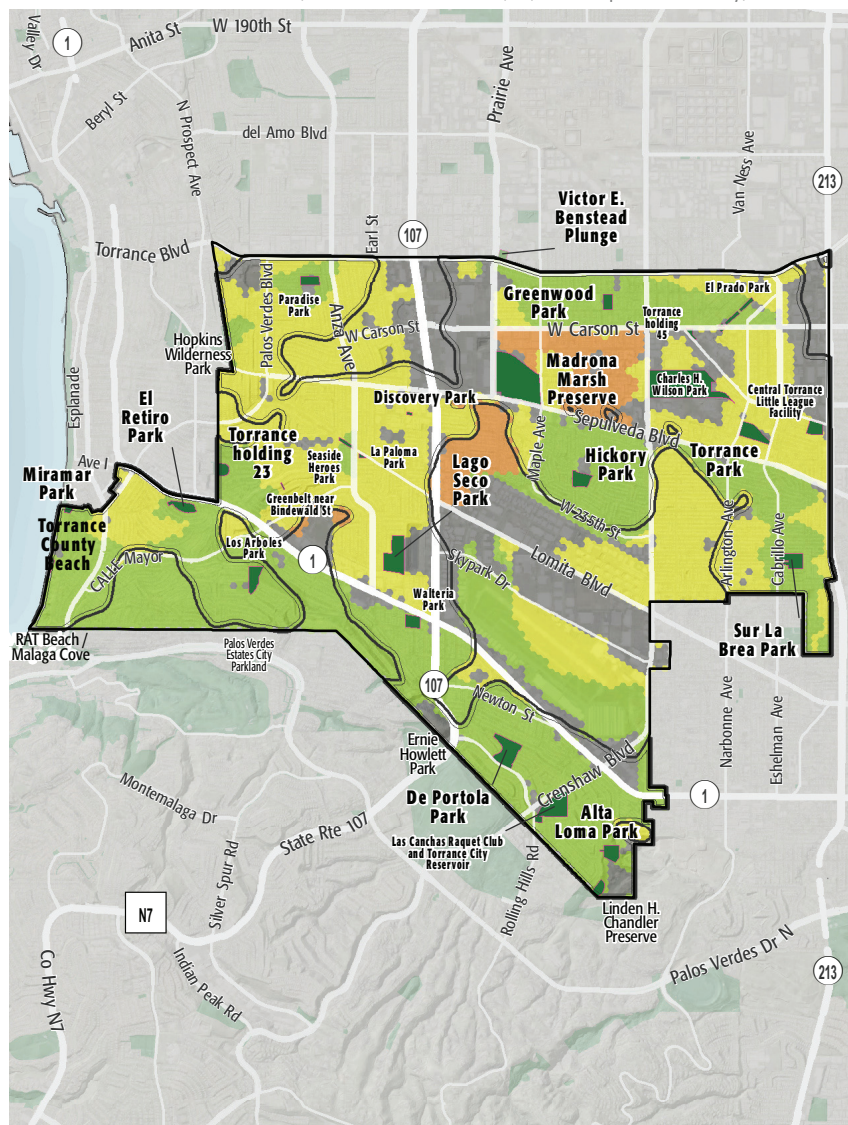 Valley Dr
1
Anita St
W 190th St
Prairie Ave
Beryl St
N Prospect Ave
del Amo Blvd
Van Ness Ave
213
Victor E.
Benstead
Plunge
Earl St
107
Torrance Blvd
Palos Verdes Blvd
Paradise
Park
Anza Ave
W Carson St
Greenwood
Park
El Prado Park
Torrance
holding
45
W Carson St
Hopkins
Wilderness
Park
Madrona
Marsh
Preserve
Charles H.
Wilson Park
Central Torrance
Little League
Facility
Esplanade
El
Retiro
Park
Discovery Park
Sepulveda Blvd
Maple Ave
Torrance
holding
23
Seaside
Heroes
Park
La Paloma
Park
Hickory
Park
Torrance
Park
Ave I
Miramar
Park
Lago
Seco
Park
Greenbelt near
Bindewald St
W 235th St
Torrance
County
Beach
Los Arboles
Park
CALLE Mayor
1
Skypark Dr
Lomita Blvd
Arlington Ave
Cabrillo Ave
Walteria
Park
RAT Beach /
Malaga Cove
Palos Verdes
Estates City
Parkland
Sur La
Brea Park
107
Newton St
Narbonne Ave
Eshelman Ave
Ernie
Howlett
Park
Crenshaw Blvd
Montemalaga Dr
De Portola
Park
1
State Rte 107
Alta
Loma Park
Las Canchas Raquet Club
and Torrance City
Reservoir
Silver Spur Rd
Rolling Hills Rd
N7
Linden H.
Chandler
Preserve
Co Hwy N7
Indian Peak Rd
Palos Verdes Dr N
213